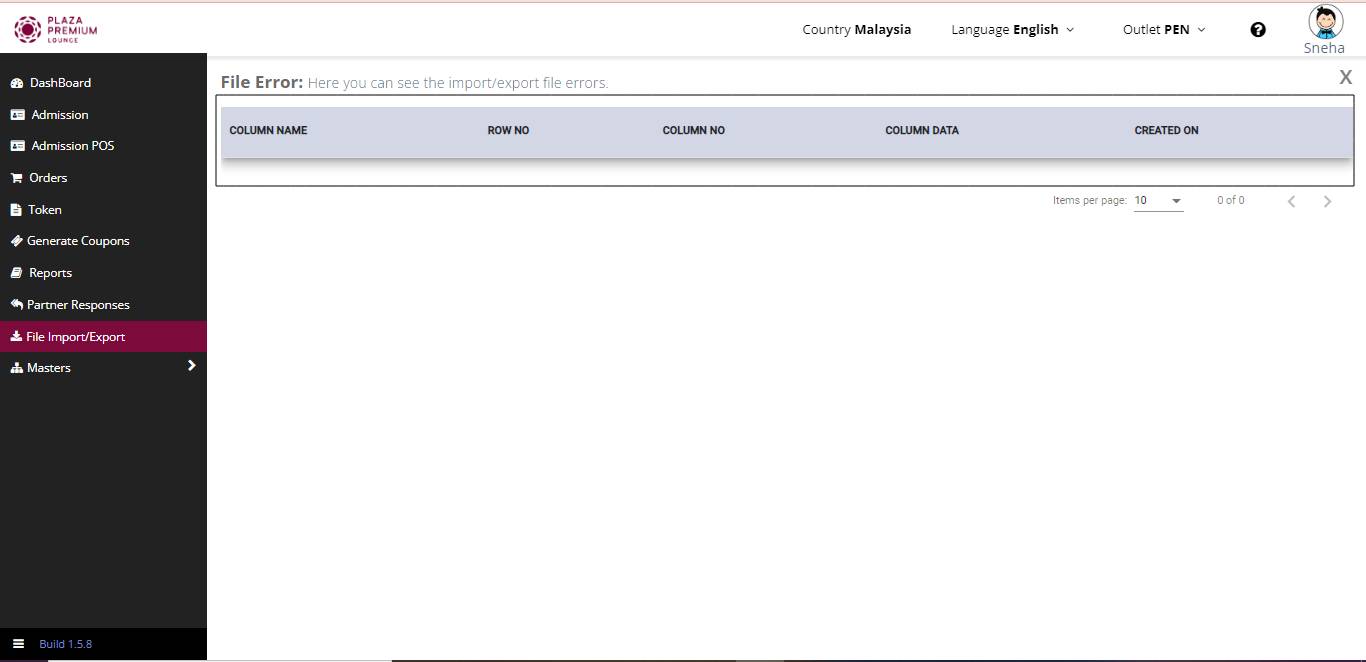 PLAZA
PREMIUM
LOUNGE
Country Malaysia
Language English
Outlet PEN
Sneha
DashBoard
Admission
Admission POS
Orders
Token
Generate Coupons
Reports
Partner Responses
File Import/Export
Masters
Build 1.5.8
File Error: Here you can see the import/export file errors.
X
COLUMN NAME ROW NO COLUMN NO COLUMN DATA CREATED ON
Items per page: 10 0 of 0